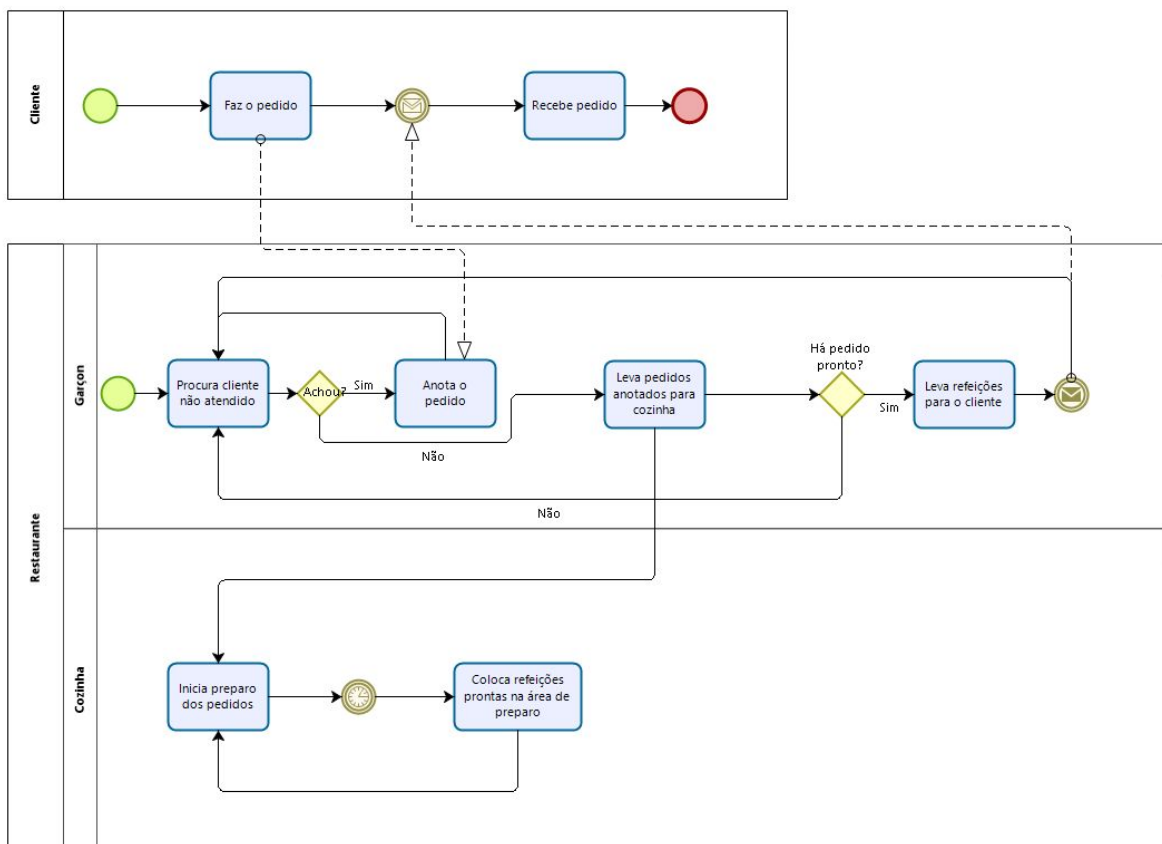 Cliente
Faz o pedido
Recebe pedido
Restaurante
Garçon
Procura cliente
não atendido
Achou?
Sim
Anota o
pedido
Não
Leva pedidos
anotados para
cozinha
Há pedido
pronto?
Sim
Leva refeições
para o cliente
Não
Cozinha
Inicia preparo
dos pedidos
Coloca refeições
prontas na área de
preparo